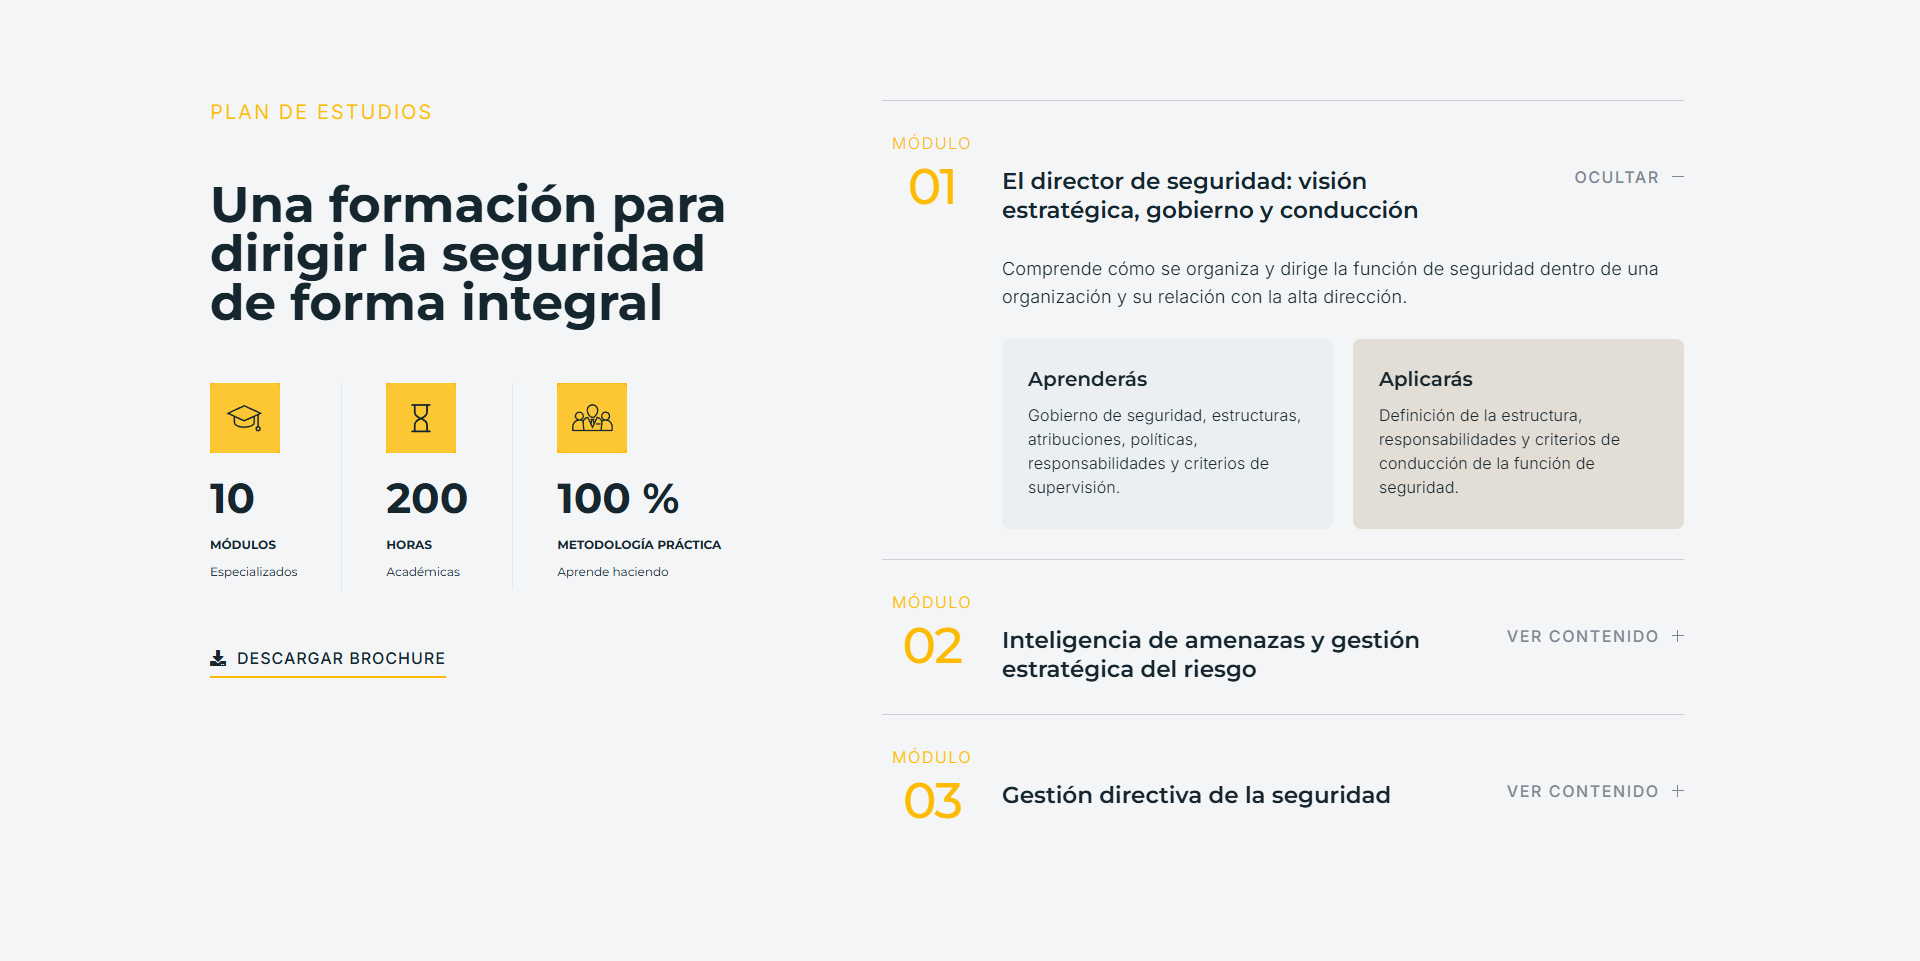 PLAN DE ESTUDIOS
Una formación para
dirigir la seguridad
de forma integral
10
MÓDULOS
Especializados
200
HORAS
Académicas
100 %
METODOLOGÍA PRÁCTICA
Aprende haciendo
DESCARGAR BROCHURE
MÓDULO
01
El director de seguridad: visión
estratégica, gobierno y conducción
OCULTAR
Comprende cómo se organiza y dirige la función de seguridad dentro de una
organización y su relación con la alta dirección.
Aprenderás
Gobierno de seguridad, estructuras,
atribuciones, políticas,
responsabilidades y criterios de
supervisión.
Aplicarás
Definición de la estructura,
responsabilidades y criterios de
conducción de la función de
seguridad.
MÓDULO
02
Inteligencia de amenazas y gestión
estratégica del riesgo
VER CONTENIDO
MÓDULO
03
Gestión directiva de la seguridad
VER CONTENIDO